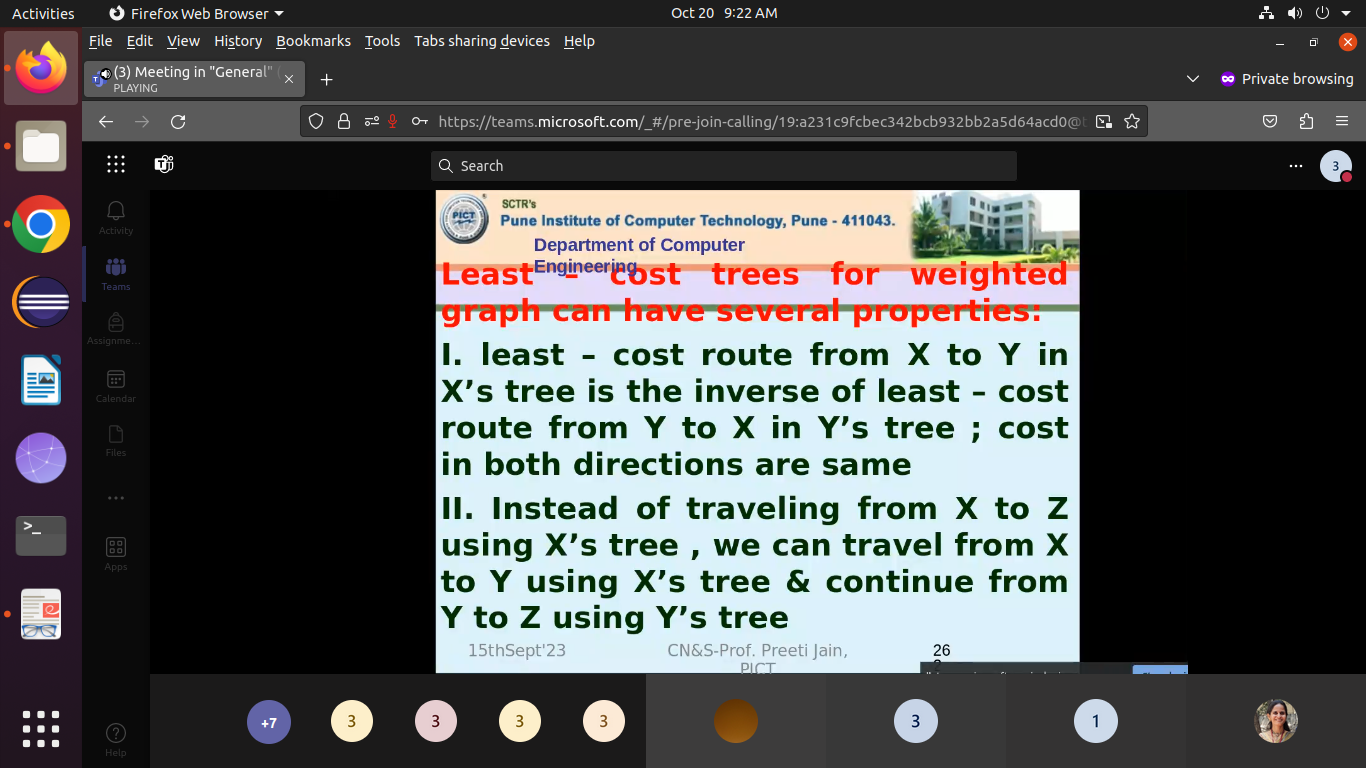 Activities
Firefox Web Browser
Oct 20 9:22 AM
File Edit View History Bookmarks Tools Tabs sharing devices Help
(3) Meeting in "General"
PLAYING
Private browsing
https://teams.microsoft.com/_#/pre-join-calling/19:a231c9fcbec342bcb932bb2a5d64acd0@
Search
3
Activity
Teams
Assignme...
Calendar
Files
Apps
Help
PICT
SCTR's
Pune Institute of Computer Technology, Pune - 411043.
Department of Computer
Engineering
Least – cost trees for weighted
graph can have several properties:
I. least – cost route from X to Y in
X’s tree is the inverse of least – cost
route from Y to X in Y’s tree ; cost
in both directions are same
II. Instead of traveling from X to Z
using X’s tree , we can travel from X
to Y using X’s tree & continue from
Y to Z using Y’s tree
15thSept'23
CN&S-Prof. Preeti Jain,
PICT
26
+7 3 3 3 3 3 1